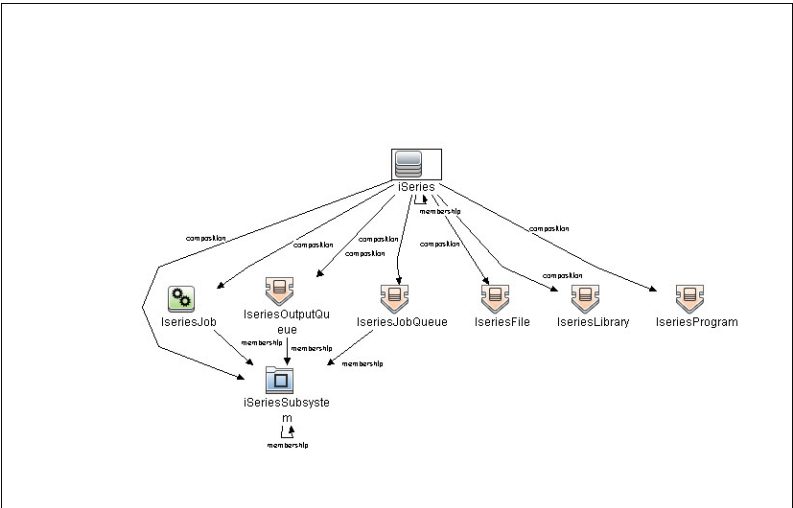 iSeries
membership
composition
composition
composition
composition
composition
composition
composition
IseriesJob
IseriesOutputQu
eue
IseriesJobQueue
IseriesFile
IseriesLibrary
IseriesProgram
membership
membership
membership
iSeriesSubsyste
m
membership